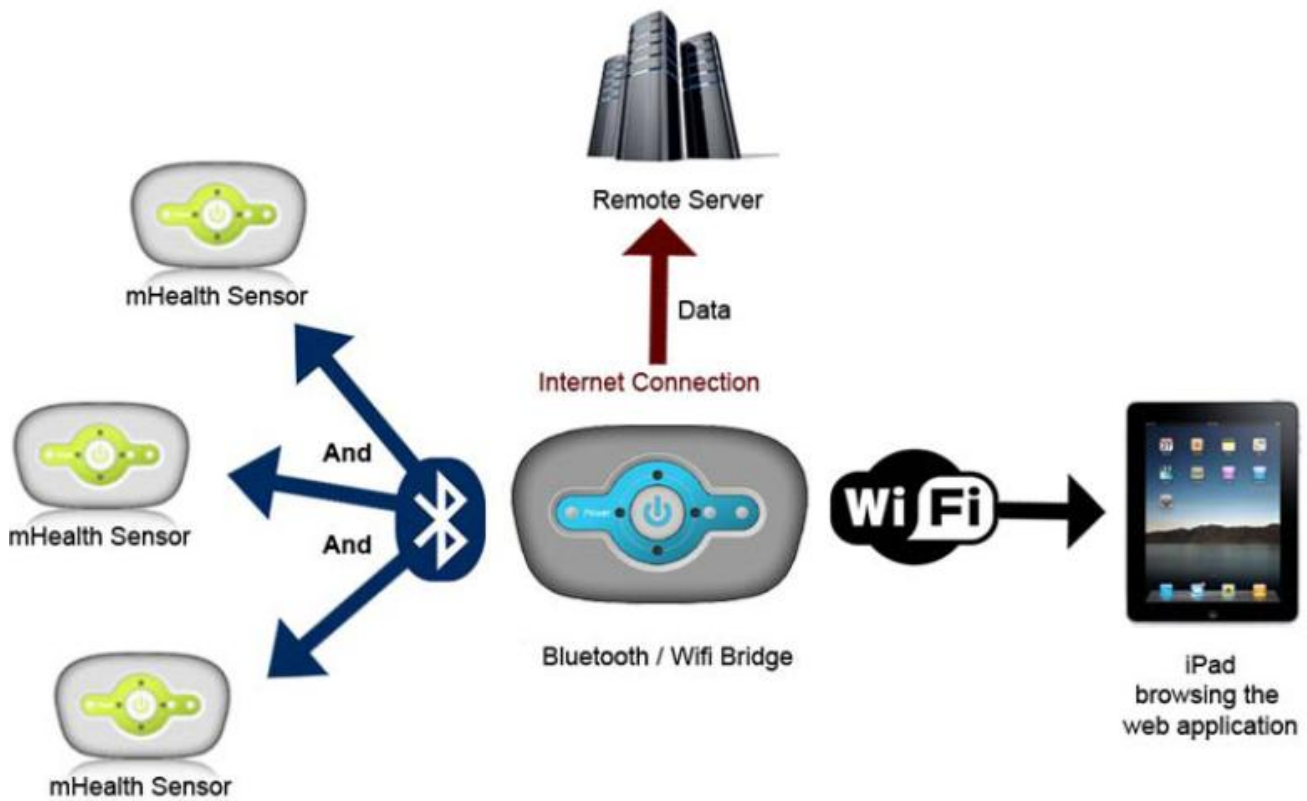 Remote Server
mHealth Sensor
Data
Internet Connection
And
mHealth Sensor
And
Power
WiFi
Bluetooth / Wifi Bridge
iPad
browsing the
web application
mHealth Sensor